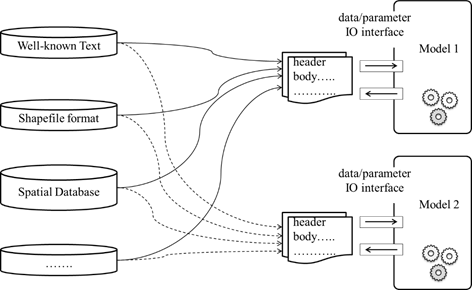 Well-known Text
Shapefile format
Spatial Database
…….
header
body…..
…………
data/parameter
IO interface
Model 1
header
body…..
…………
data/parameter
IO interface
Model 2